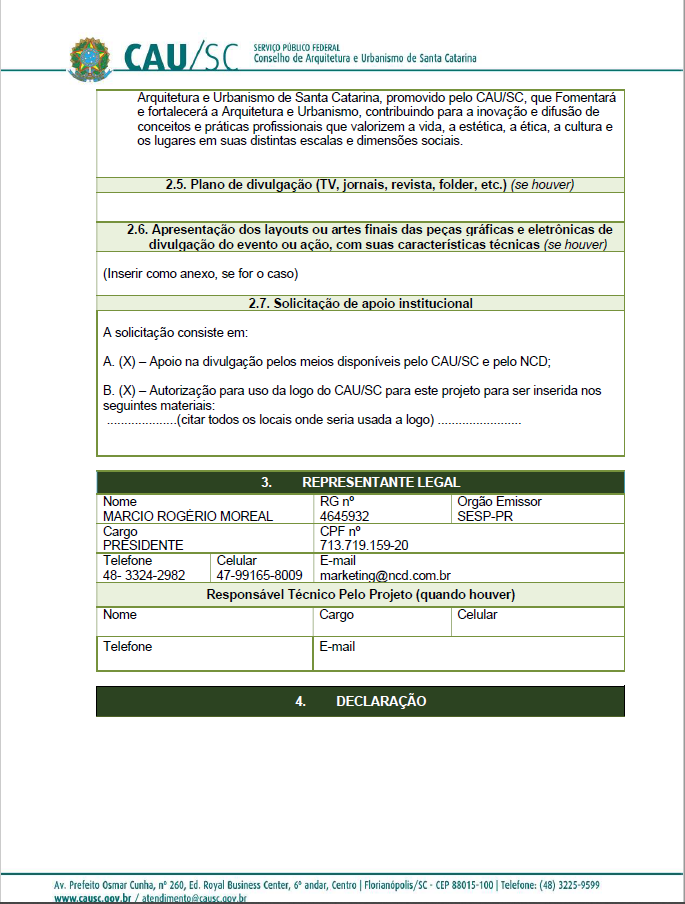 CAU/SC
SERVIÇO PÚBLICO FEDERAL
Conselho de Arquitetura e Urbanismo de Santa Catarina
Arquitetura e Urbanismo de Santa Catarina, promovido pelo CAU/SC, que Fomentará
e fortalecerá a Arquitetura e Urbanismo, contribuindo para a inovação e difusão de
conceitos e práticas profissionais que valorizem a vida, a estética, a ética, a cultura e
os lugares em suas distintas escalas e dimensões sociais.
2.5. Plano de divulgação (TV, jornais, revista, folder, etc.) (se houver)
2.6. Apresentação dos layouts ou artes finais das peças gráficas e eletrônicas de
divulgação do evento ou ação, com suas características técnicas (se houver)
(Inserir como anexo, se for o caso)
2.7. Solicitação de apoio institucional
A solicitação consiste em:
A. (X) – Apoio na divulgação pelos meios disponíveis pelo CAU/SC e pelo NCD;
B. (X) – Autorização para uso da logo do CAU/SC para este projeto para ser inserida nos
seguintes materiais:
....................(citar todos os locais onde seria usada a logo) ........................
3. REPRESENTANTE LEGAL
Nome RG nº Orgão Emissor
MARCIO ROGÉRIO MOREAL 4645932 SESP-PR
Cargo CPF nº
PRESIDENTE 713.719.159-20
Telefone Celular E-mail
48- 3324-2982 47-99165-8009 marketing@ncd.com.br
Responsável Técnico Pelo Projeto (quando houver)
Nome Cargo Celular
Telefone E-mail
4. DECLARAÇÃO
Av. Prefeito Osmar Cunha, nº 260, Ed. Royal Business Center, 6º andar, Centro | Florianópolis/SC - CEP 88015-100 | Telefone: (48) 3225-9599
www.causc.gov.br / atendimento@causc.gov.br